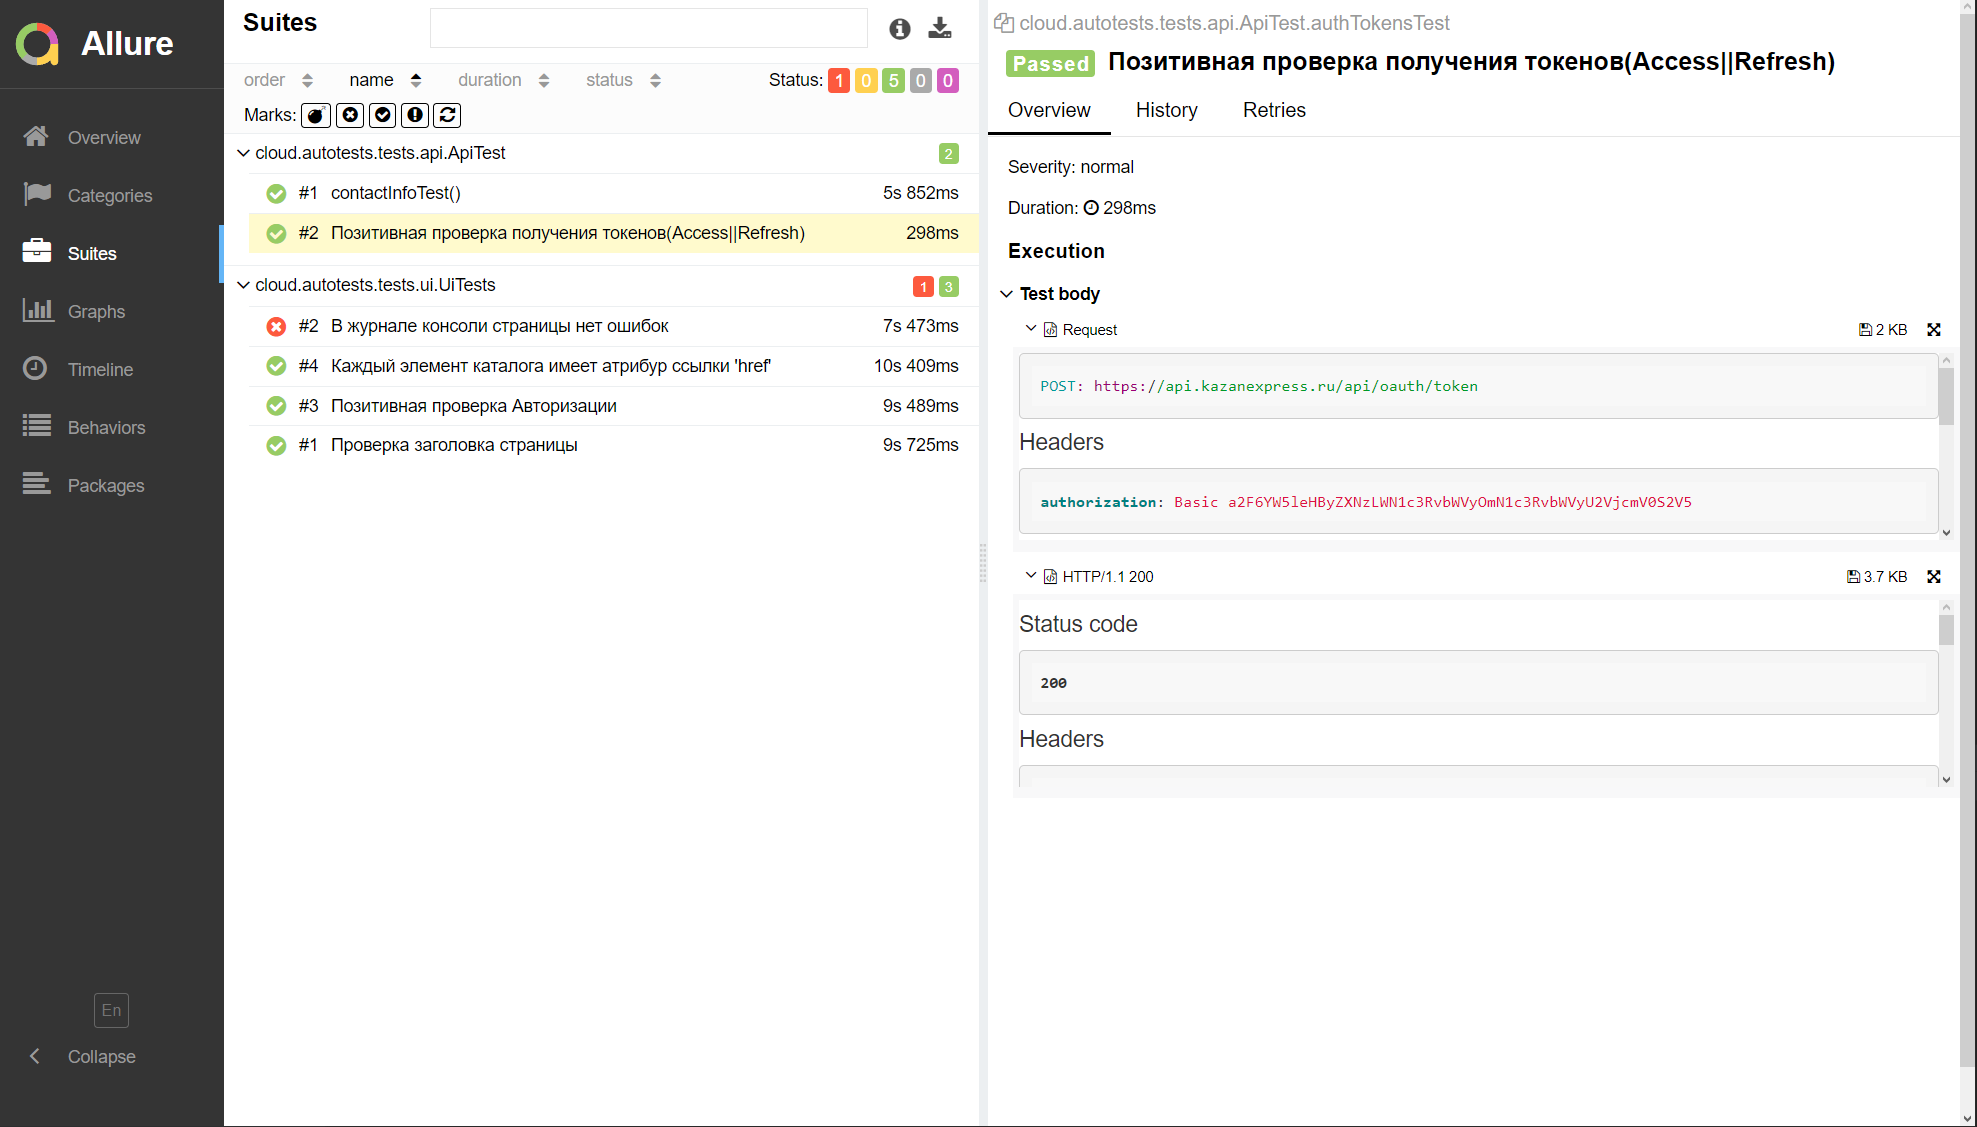 Allure
Overview
Categories
Suites
Graphs
Timeline
Behaviors
Packages
En
Collapse
Suites
order name duration status Status: 1 0 5 0 0
Marks:
cloud.autotests.tests.api.ApiTest 2
#1 contactInfoTest() 5s 852ms
#2 Позитивная проверка получения токенов(Access||Refresh) 298ms
cloud.autotests.tests.ui.UiTests 1 3
#2 В журнале консоли страницы нет ошибок 7s 473ms
#4 Каждый элемент каталога имеет атрибур ссылки 'href' 10s 409ms
#3 Позитивная проверка Авторизации 9s 489ms
#1 Проверка заголовка страницы 9s 725ms
cloud.autotests.tests.api.ApiTest.authTokensTest
Passed Позитивная проверка получения токенов(Access||Refresh)
Overview History Retries
Severity: normal
Duration: 298ms
Execution
Test body
Request 2 KB
POST: https://api.kazanexpress.ru/api/oauth/token
Headers
authorization: Basic a2F6YW5leHByZXNzLWN1c3RvbWVyOmN1c3RvbWVyU2VjcmV0S2V5
HTTP/1.1 200 3.7 KB
Status code
200
Headers